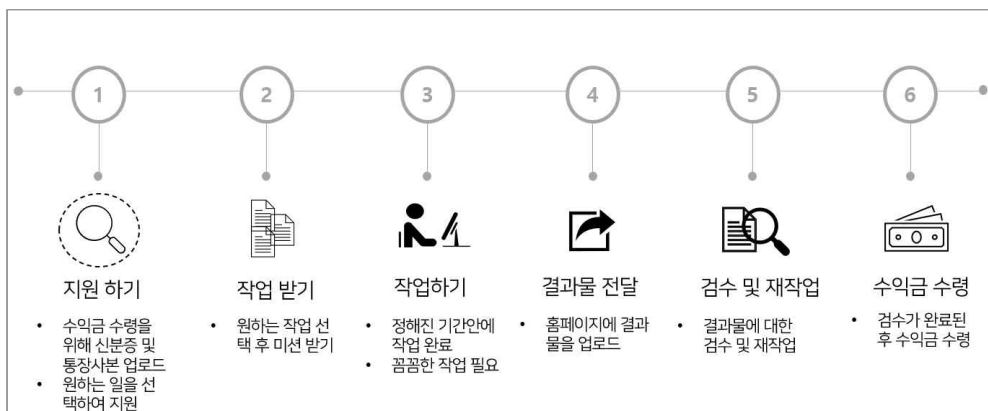 1
2
3
4
5
6
지원 하기
작업 받기
작업하기
결과물 전달
검수 및 재작업
수익금 수령
• 수익금 수령을
위해 신분증 및
통장사본 업로드
• 원하는 일을 선
택하여 지원
• 원하는 작업 선
택 후 미션 받기
• 정해진 기간안에
작업 완료
• 꼼꼼한 작업 필요
• 홈페이지에 결과
물을 업로드
• 결과물에 대한
검수 및 재작업
• 검수가 완료된
후 수익금 수령